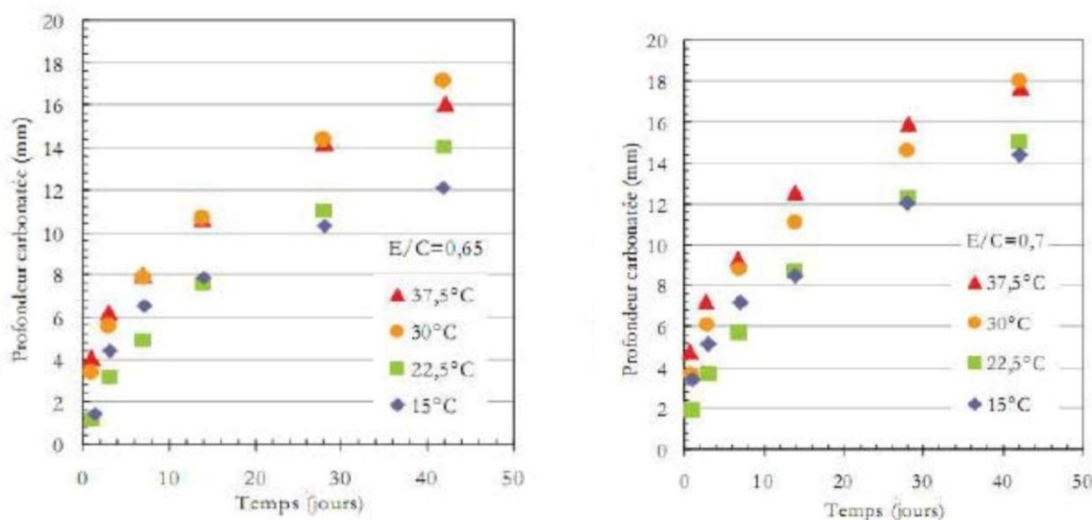 20
18
16
14
12
10
8
6
4
2
0
Profondeur carbonatée (mm)
E/C=0,65
37,5°C
30°C
22,5°C
15°C
0 10 20 30 40 50
Temps (jours)
20
18
16
14
12
10
8
6
4
2
0
Profondeur carbonatée (mm)
E/C=0,7
37,5°C
30°C
22,5°C
15°C
0 10 20 30 40 50
Temps (jours)